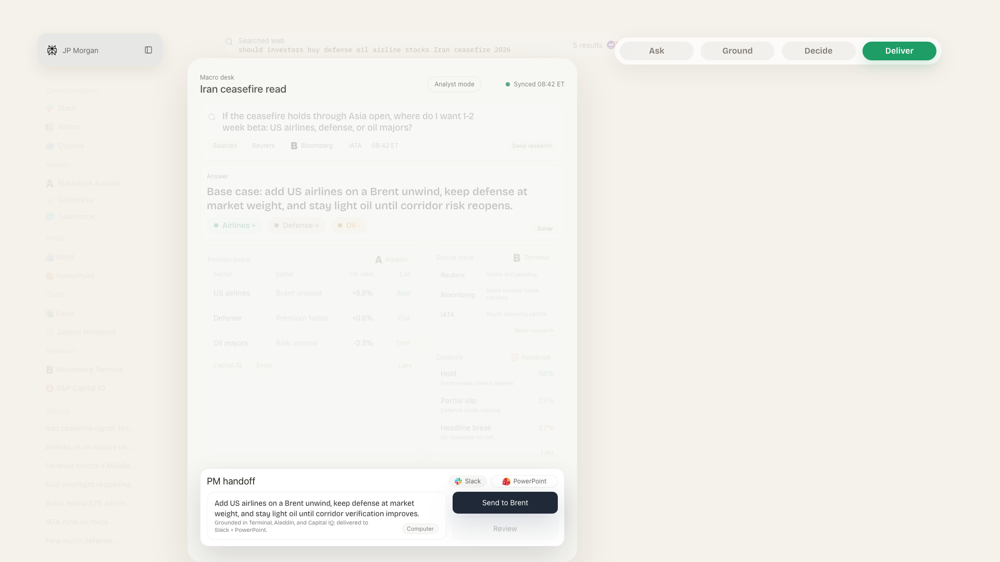 JP Morgan
Searched web
should investors buy defense oil airline stocks Iran ceasefire 2026
5 results
Ask
Ground
Decide
Deliver
Communication
Slack
Notion
Outlook
Reason
BlackRock Aladdin
Databricks
Salesforce
Write
Word
PowerPoint
Code
Excel
Jupyter Notebook
Research
Bloomberg Terminal
S&P Capital IQ
History
Iran ceasefire signal: firs...
Airlines vs oil majors on ...
Defense stocks if Middle...
Gulf overflight reopening...
Brent below $75: which...
IATA note on route ...
How much defense ...
Macro desk
Iran ceasefire read
Analyst mode
Synced 08:42 ET
If the ceasefire holds through Asia open, where do I want 1-2
week beta: US airlines, defense, or oil majors?
Sources
Reuters
Bloomberg
IATA
08:42 ET
Deep research
Answer
Base case: add US airlines on a Brent unwind, keep defense at
market weight, and stay light oil until corridor risk reopens.
Airlines +
Defense =
Oil -
Sonar
Position board
Aladdin
Sector Signal 1W view Call
US airlines Brent unwind +5.8% Add
Defense Premium fades +0.6% Flat
Oil majors Risk unwind -2.3% Trim
Capital IQ
Excel
Labs
Source trace
Terminal
Reuters
Terms still pending
Bloomberg
Brent unwind helps
carriers.
IATA
Route recovery partial.
Deep research
Catalysts
Notebook
Hold 56%
Brent eases; routes reopen.
Partial slip 27%
Defense holds relative.
Headline break 17%
Oil squeezes on risk.
Labs
PM handoff
Slack
PowerPoint
Add US airlines on a Brent unwind, keep defense at market
weight, and stay light oil until corridor verification improves.
Grounded in Terminal, Aladdin, and Capital IQ; delivered to
Slack + PowerPoint.
Computer
Send to Brent
Review